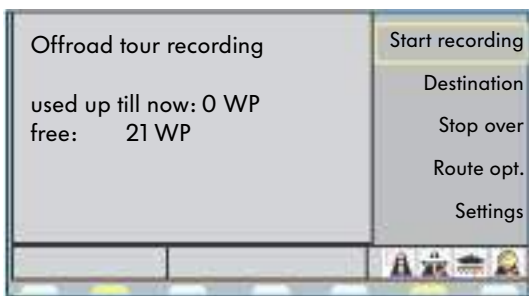 Offroad tour recording
used up till now: 0 WP
free: 21 WP
Start recording
Destination
Stop over
Route opt.
Settings